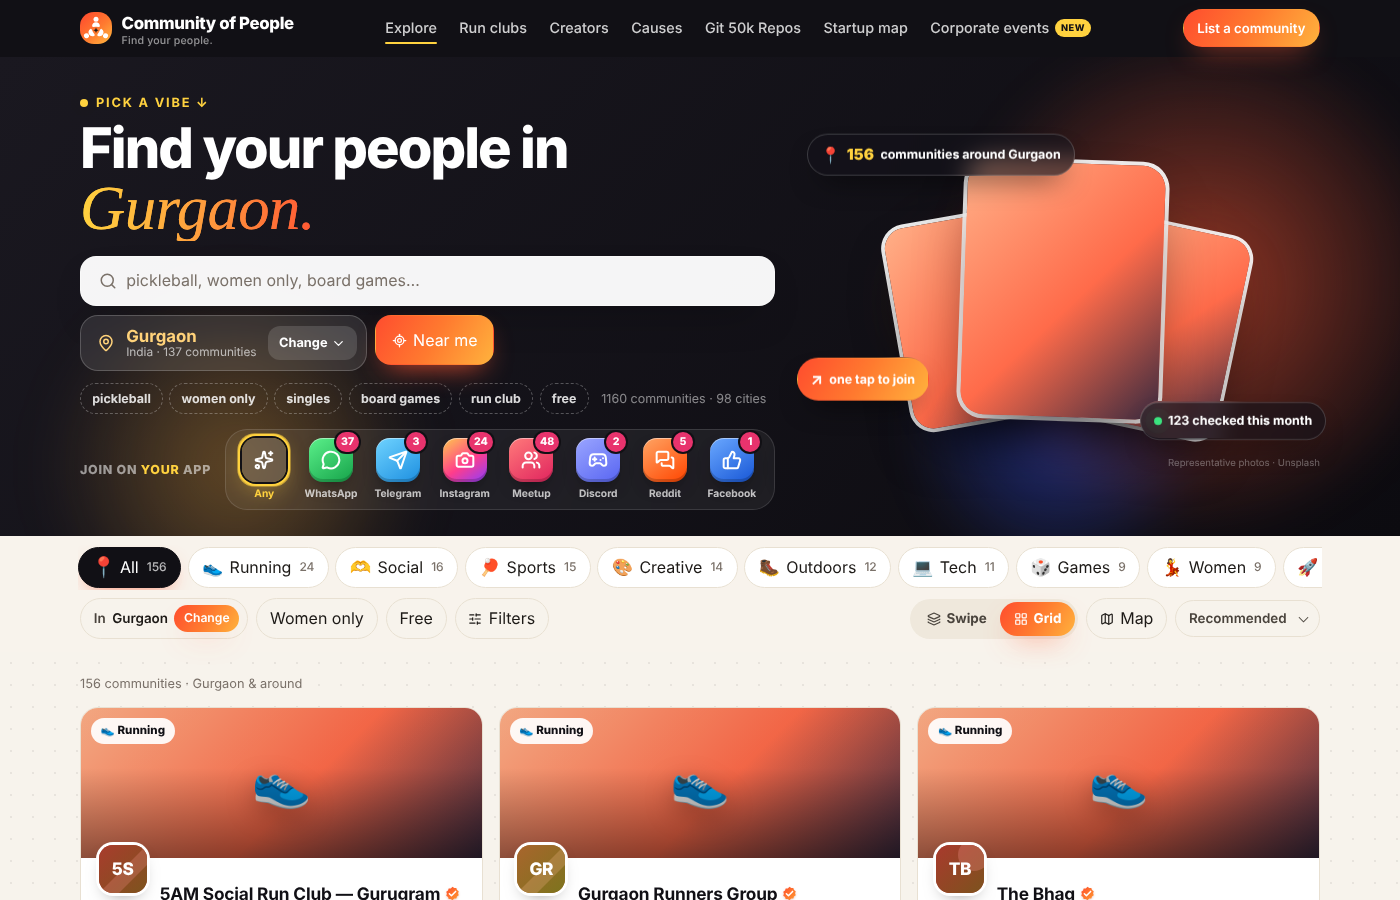 Community of People
Find your people.
Explore
Run clubs
Creators
Causes
Git 50k Repos
Startup map
Corporate events NEW
List a community
PICK A VIBE ↓
Find your people in
Gurgaon.
156 communities around Gurgaon
pickleball, women only, board games...
Gurgaon
India · 137 communities
Change
Near me
one tap to join
pickleball
women only
singles
board games
run club
free
1160 communities · 98 cities
123 checked this month
Representative photos · Unsplash
JOIN ON YOUR APP
Any
37
WhatsApp
3
Telegram
24
Instagram
48
Meetup
2
Discord
5
Reddit
1
Facebook
All 156
Running 24
Social 16
Sports 15
Creative 14
Outdoors 12
Tech 11
Games 9
Women 9
In Gurgaon Change
Women only
Free
Filters
Swipe
Grid
Map
Recommended
156 communities · Gurgaon & around
Running
Running
Running
5S
5AM Social Run Club — Gurugram
GR
Gurgaon Runners Group
TB
The Bhag